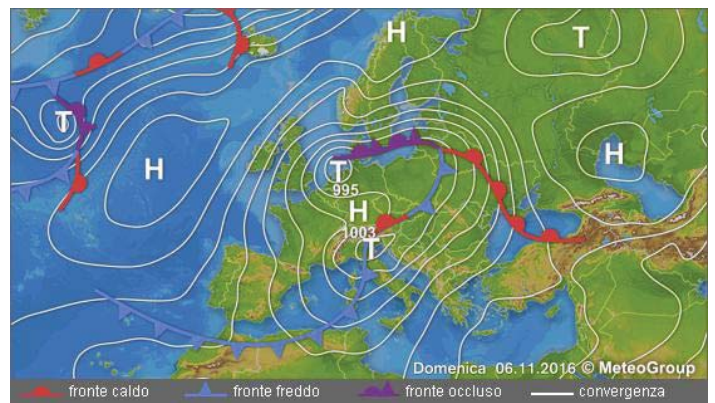 H
T
T
H
H
T
995
H
1003
T
Domenica 06.11.2016 © MeteoGroup
fronte caldo fronte freddo fronte occluso convergenza